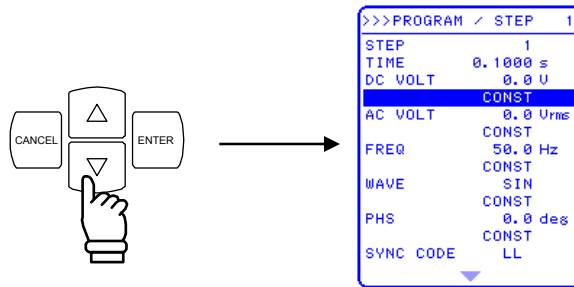 CANCEL
ENTER
>>>PROGRAM / STEP 1
STEP 1
TIME 0.1000 s
DC VOLT 0.0 V
CONST
AC VOLT 0.0 Vrms
CONST
FREQ 50.0 Hz
CONST
WAVE SIN
CONST
PHS 0.0 deg
CONST
SYNC CODE LL